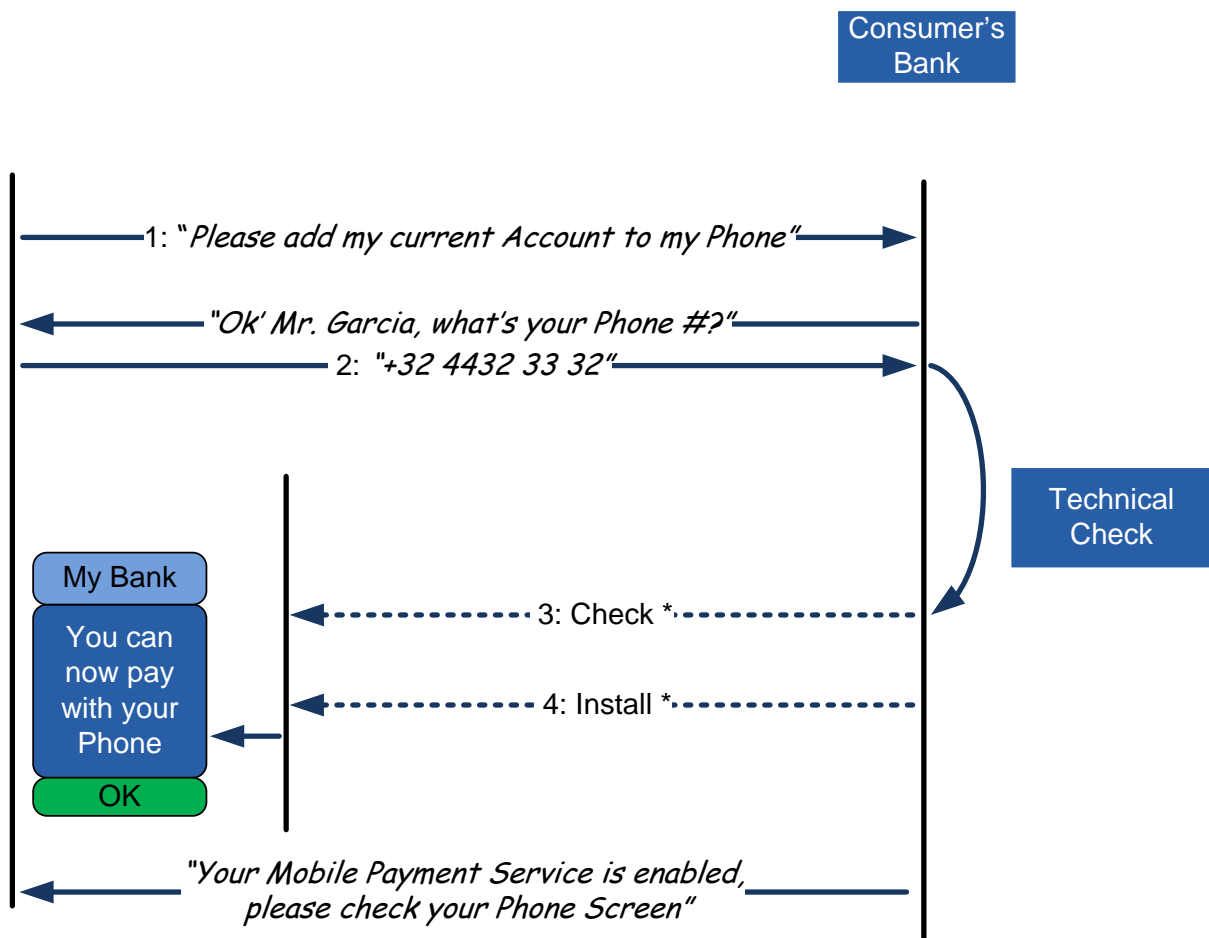 Consumer's
Bank
1: "Please add my current Account to my Phone"
"Ok' Mr. Garcia, what's your Phone #?"
2: "+32 4432 33 32"
Technical
Check
My Bank
You can
now pay
with your
Phone
OK
3: Check *
4: Install *
"Your Mobile Payment Service is enabled,
please check your Phone Screen"